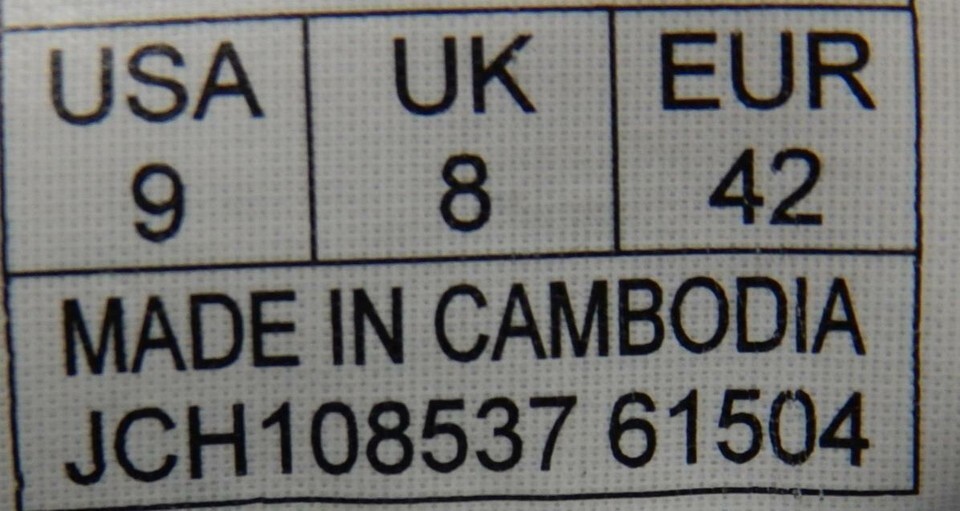 USA UK EUR
9 8 42
MADE IN CAMBODIA
JCH108537 61504